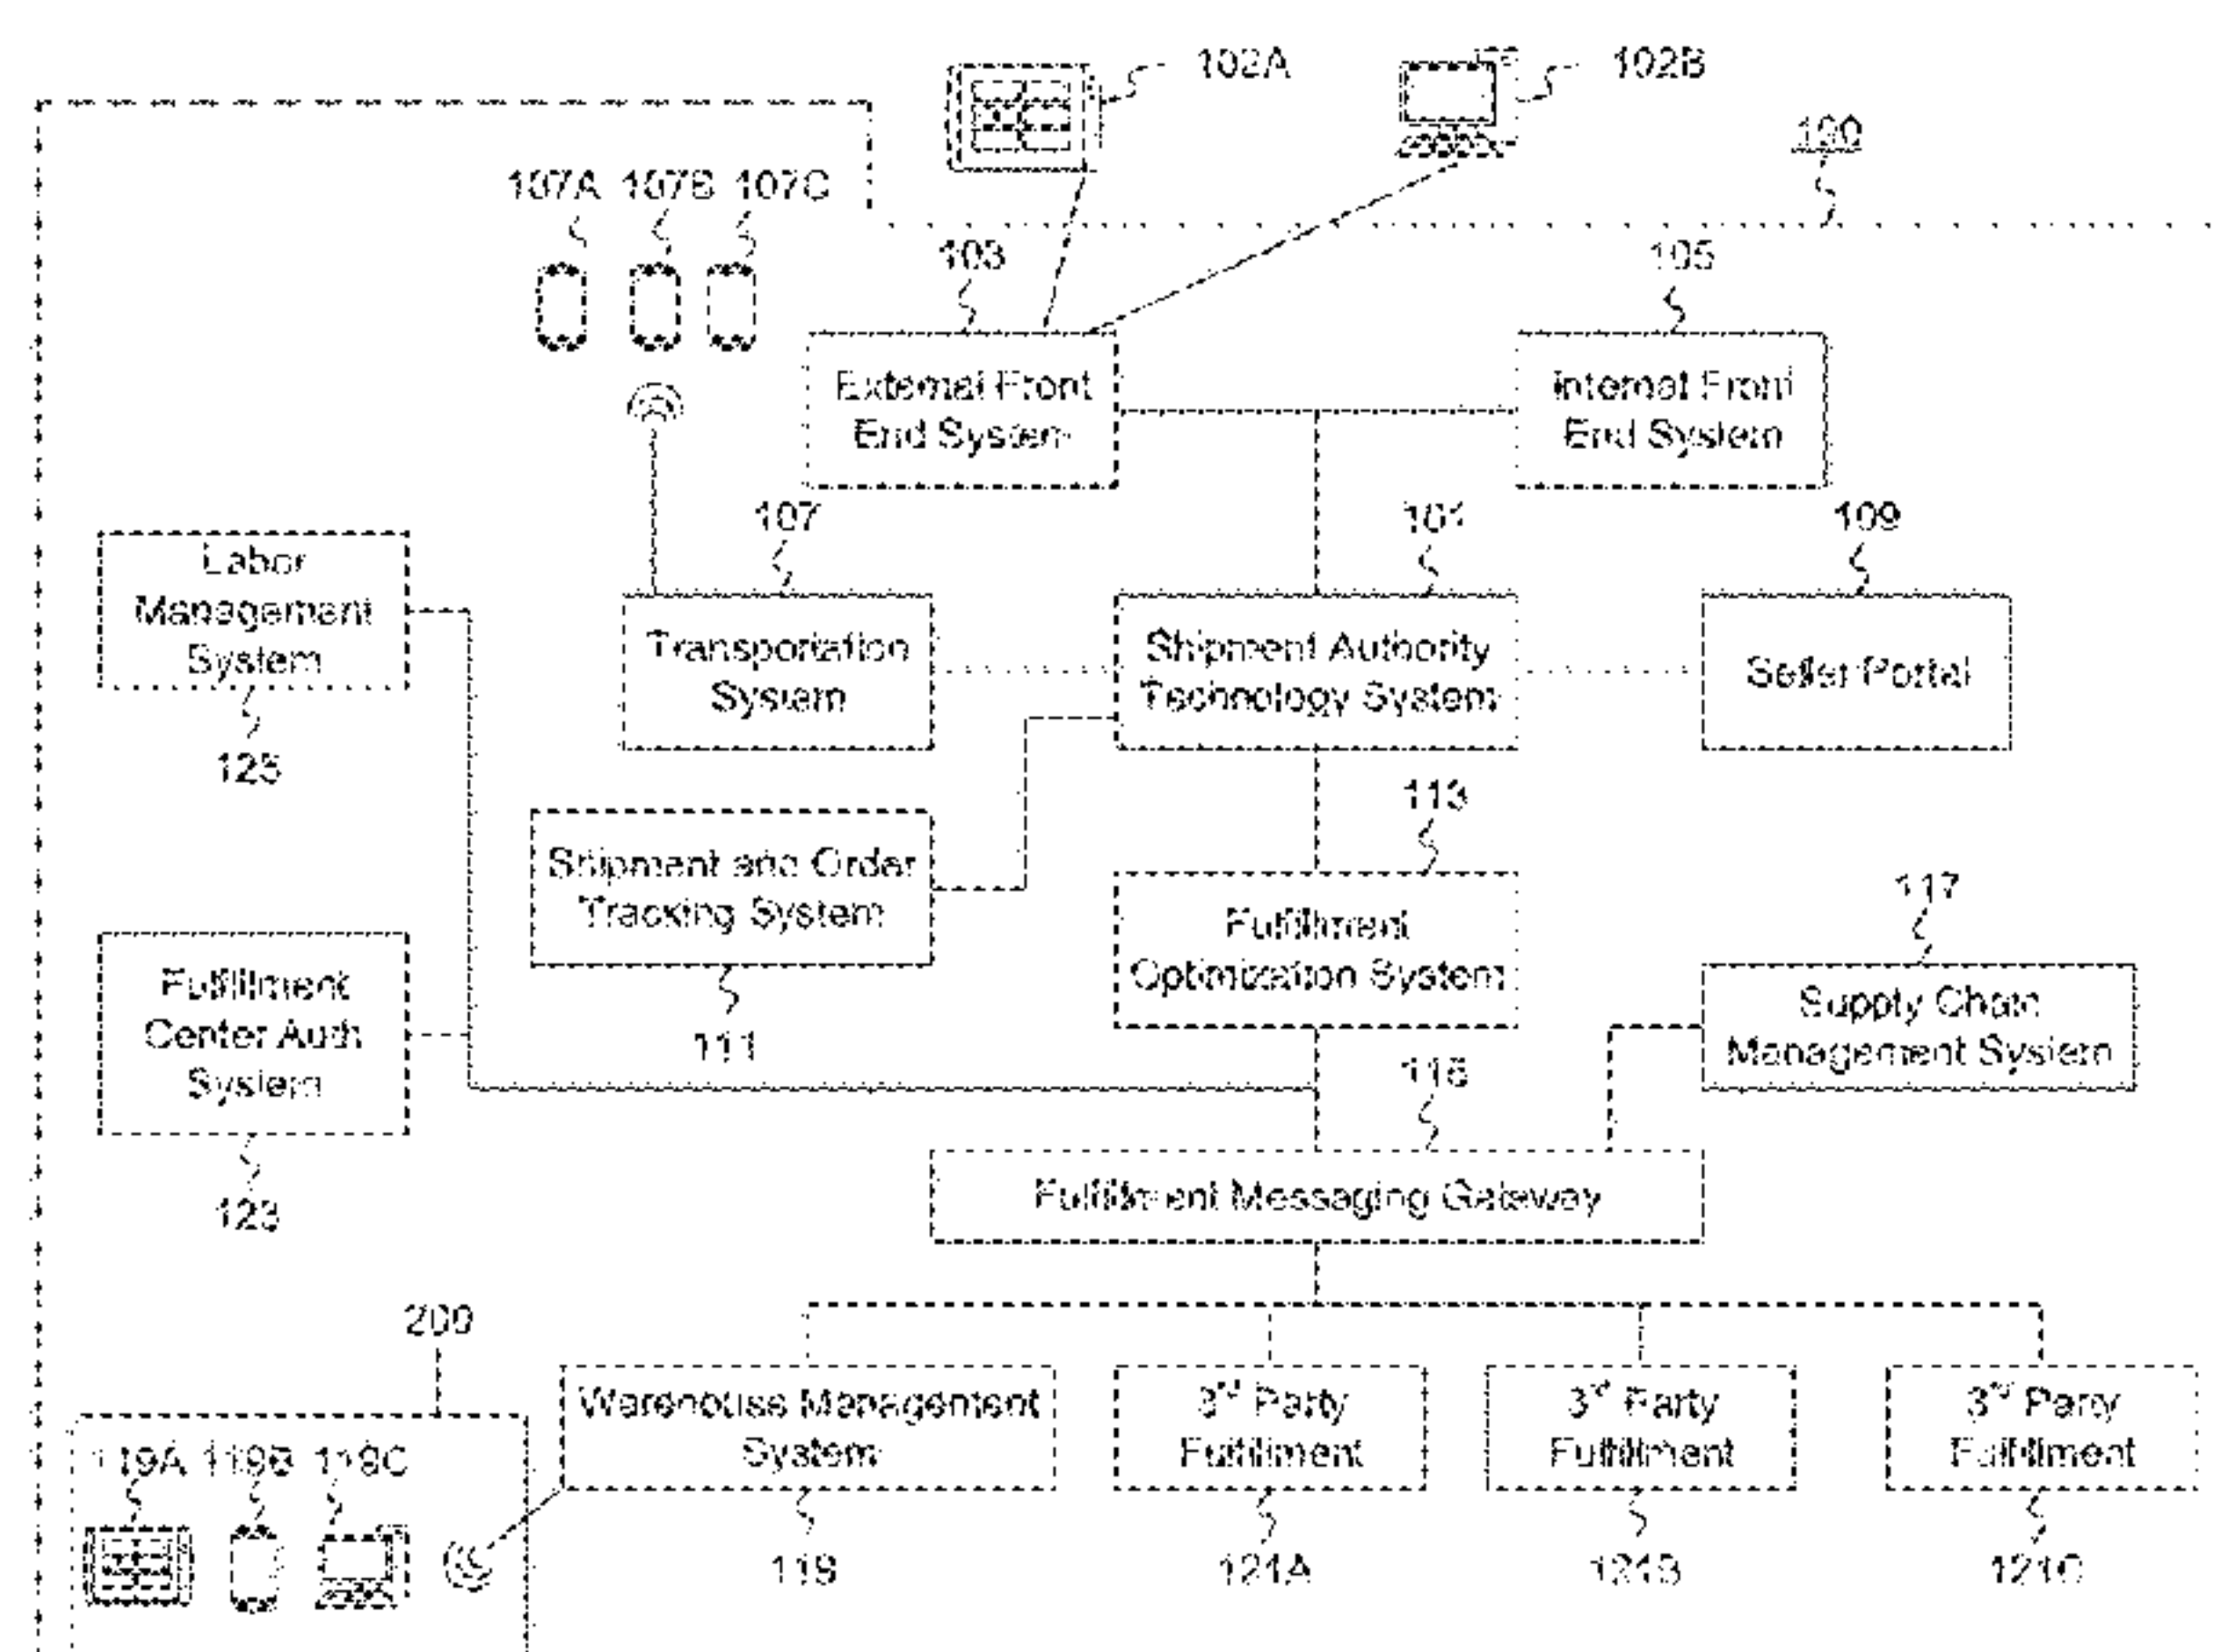 102A
102B
100
107A 107B 107C
103
105
External Front
End System
Internal Front
End System
107
101
109
Labor
Management
System
Transportation
System
Shipment Authority
Technology System
Seller Portal
125
113
Shipment and Order
Tracking System
117
Fulfillment
Optimization System
Fulfillment
Center Auth
System
Supply Chain
Management System
111
115
Fulfillment Messaging Gateway
123
200
Warehouse Management
System
3rd Party
Fulfillment
3rd Party
Fulfillment
3rd Party
Fulfillment
119A 119B 119C
119
121A
121B
121C